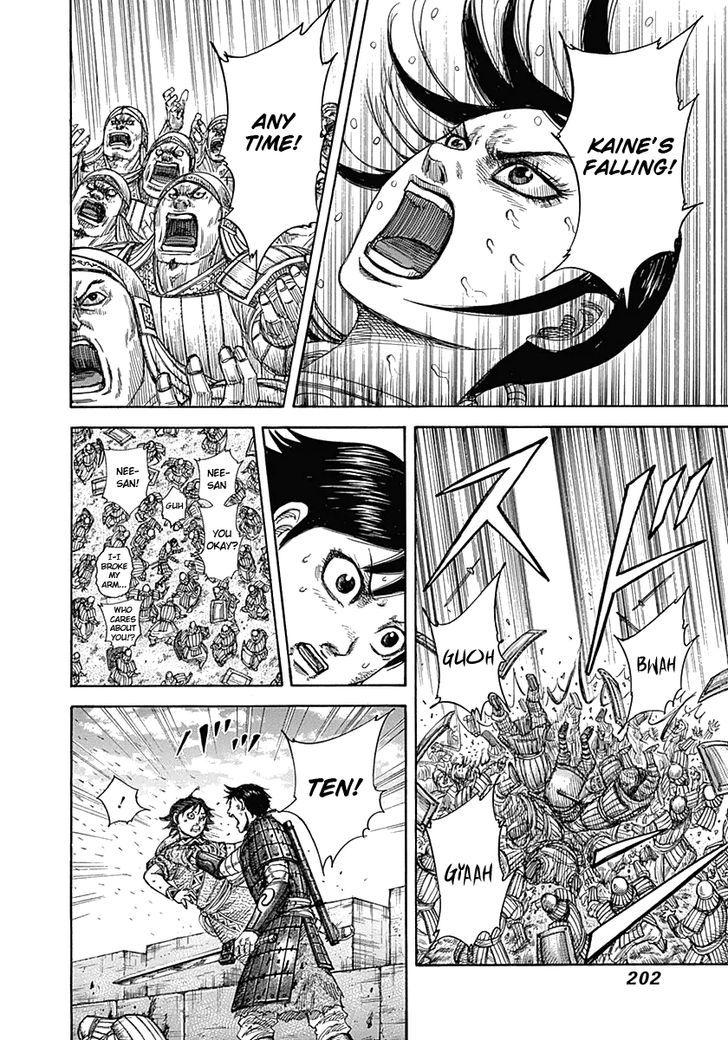 KAINE'S
FALLING!
ANY
TIME!
スド
BWAH
GUOH
GYAAH
NEE-
SAN
YOU
OKAY?
NEE-
SAN!
GUH
I-I
BROKE
MY
ARM...
WHO
CARES
ABOUT
YOU!?
TEN!
!
202